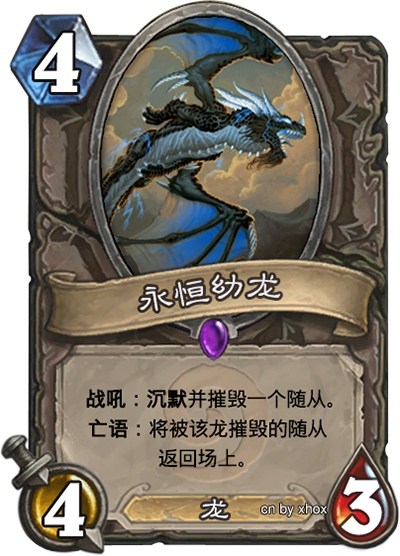 4
永恒幼龙
战吼：沉默并摧毁一个随从。
亡语：将被该龙摧毁的随从
返回场上。
4
龙
cn by xhox
3